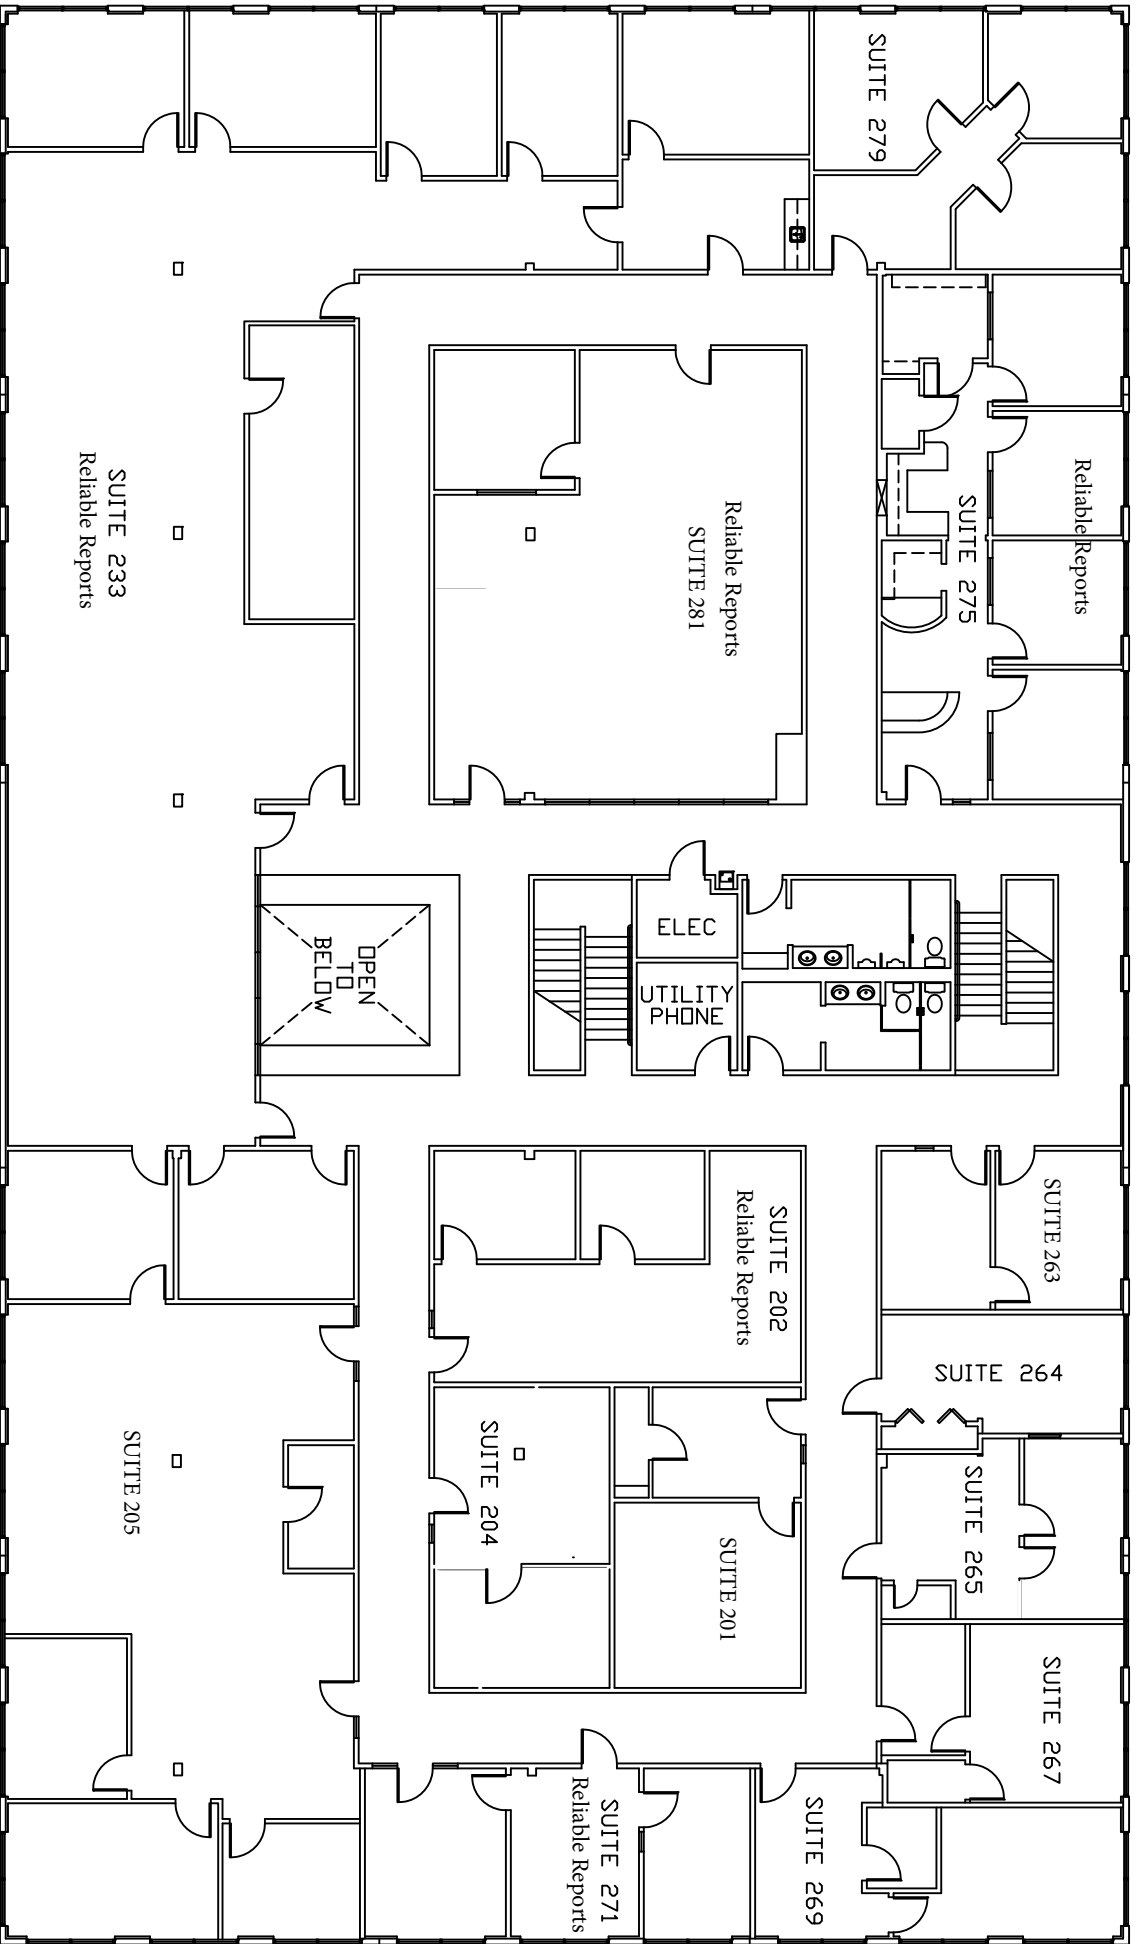 SUITE 279
Reliable Reports
SUITE 275
SUITE 233
Reliable Reports
Reliable Reports
SUITE 281
ELEC
UTILITY
PHONE
OPEN
TO
BELOW
SUITE 202
Reliable Reports
SUITE 263
SUITE 264
SUITE 205
SUITE 204
SUITE 201
SUITE 265
SUITE 267
SUITE 271
Reliable Reports
SUITE 269